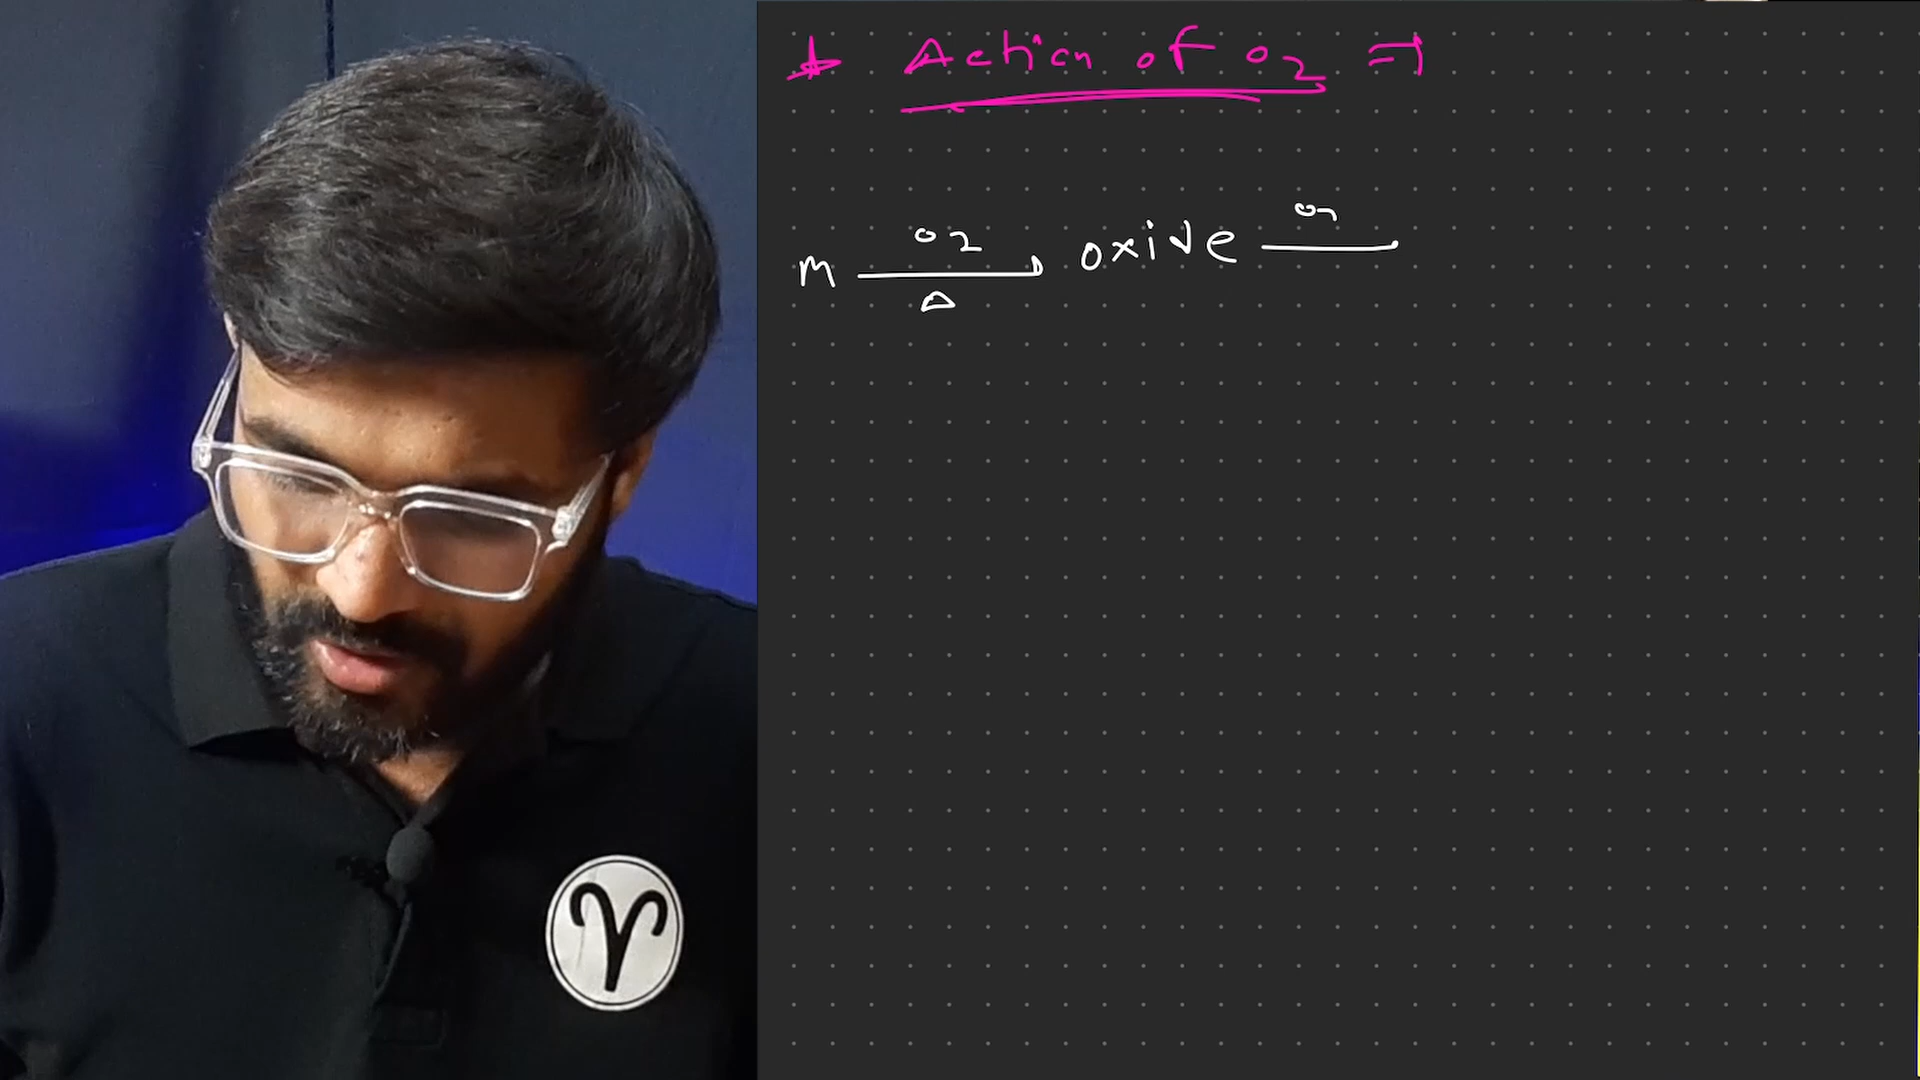 * Action of O2 =>
M O2 Δ oxide O2